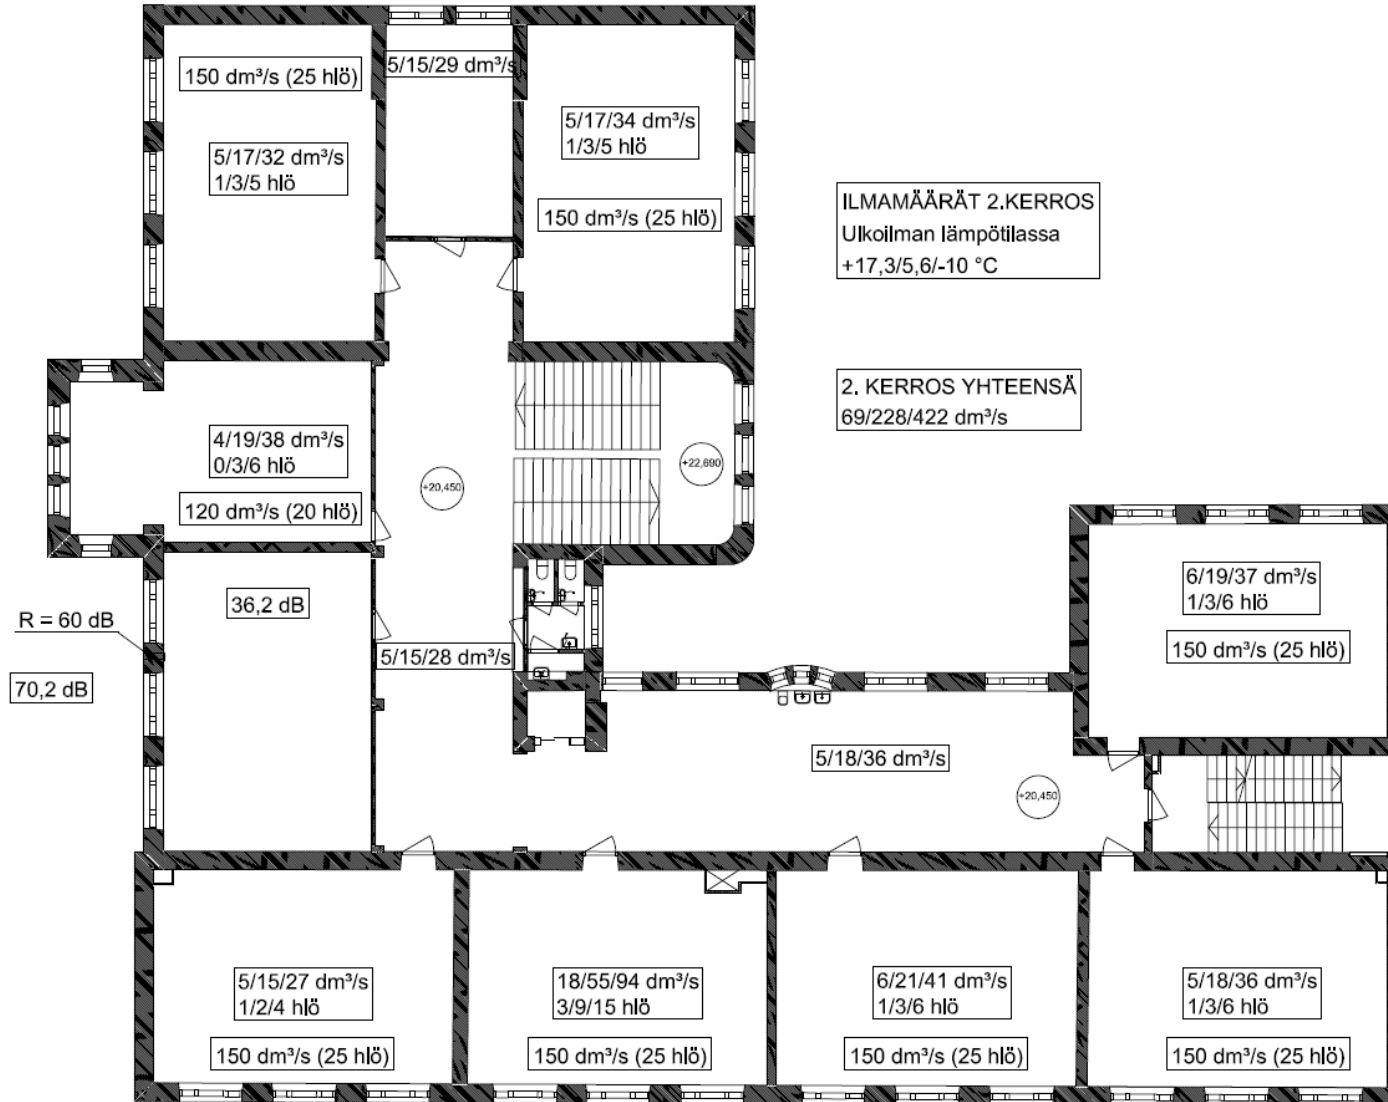 5/15/29 dm³/s
150 dm³/s (25 hlö)
5/17/32 dm³/s
1/3/5 hlö
5/17/34 dm³/s
1/3/5 hlö
150 dm³/s (25 hlö)
ILMAMÄÄRÄT 2.KERROS
Ulkoilman lämpötilassa
+17,3/5,6/-10 °C
2. KERROS YHTEENSÄ
69/228/422 dm³/s
4/19/38 dm³/s
0/3/6 hlö
120 dm³/s (20 hlö)
+20,450
+22,690
36,2 dB
R = 60 dB
70,2 dB
5/15/28 dm³/s
6/19/37 dm³/s
1/3/6 hlö
150 dm³/s (25 hlö)
5/18/36 dm³/s
+20,450
5/15/27 dm³/s
1/2/4 hlö
150 dm³/s (25 hlö)
18/55/94 dm³/s
3/9/15 hlö
150 dm³/s (25 hlö)
6/21/41 dm³/s
1/3/6 hlö
150 dm³/s (25 hlö)
5/18/36 dm³/s
1/3/6 hlö
150 dm³/s (25 hlö)